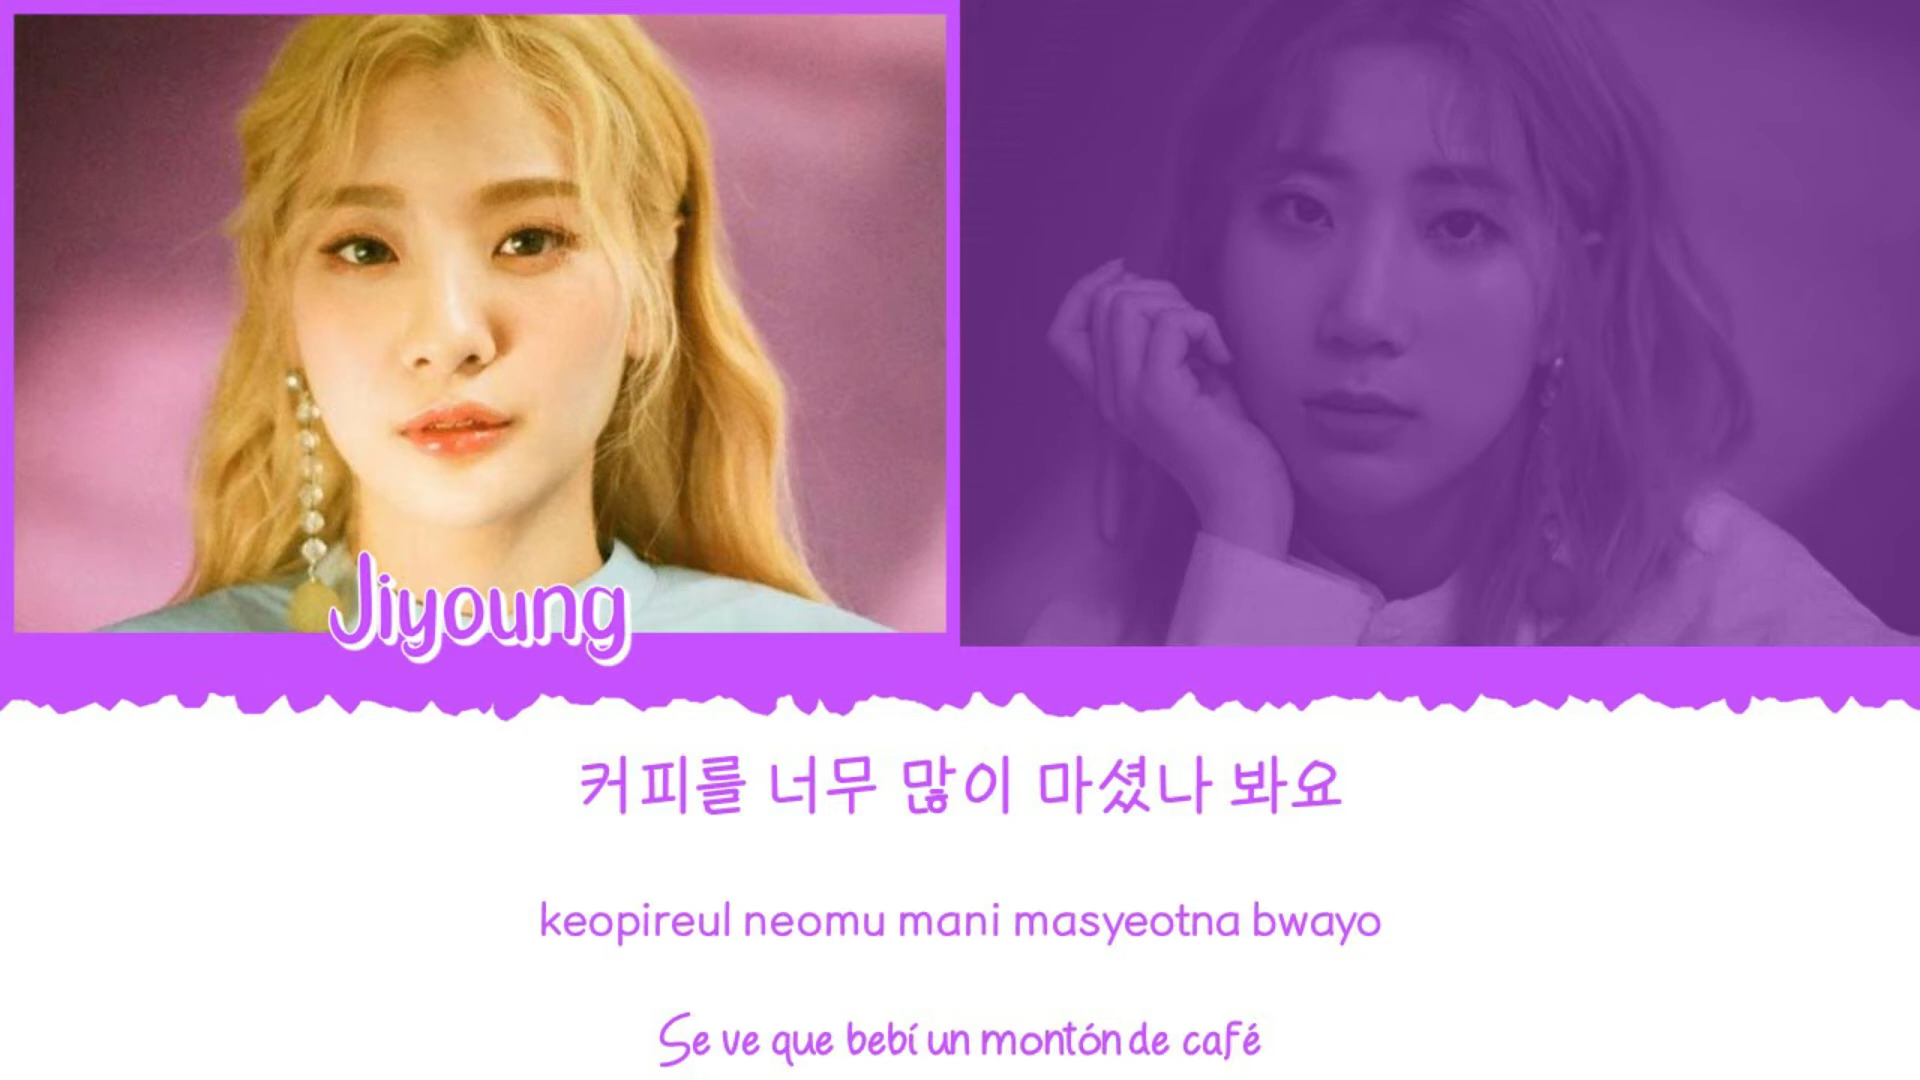 Jiyoung
커피를 너무 많이 마셨나 봐요
keopireul neomu mani masyeotna bwayo
Se ve que bebí un montón de café